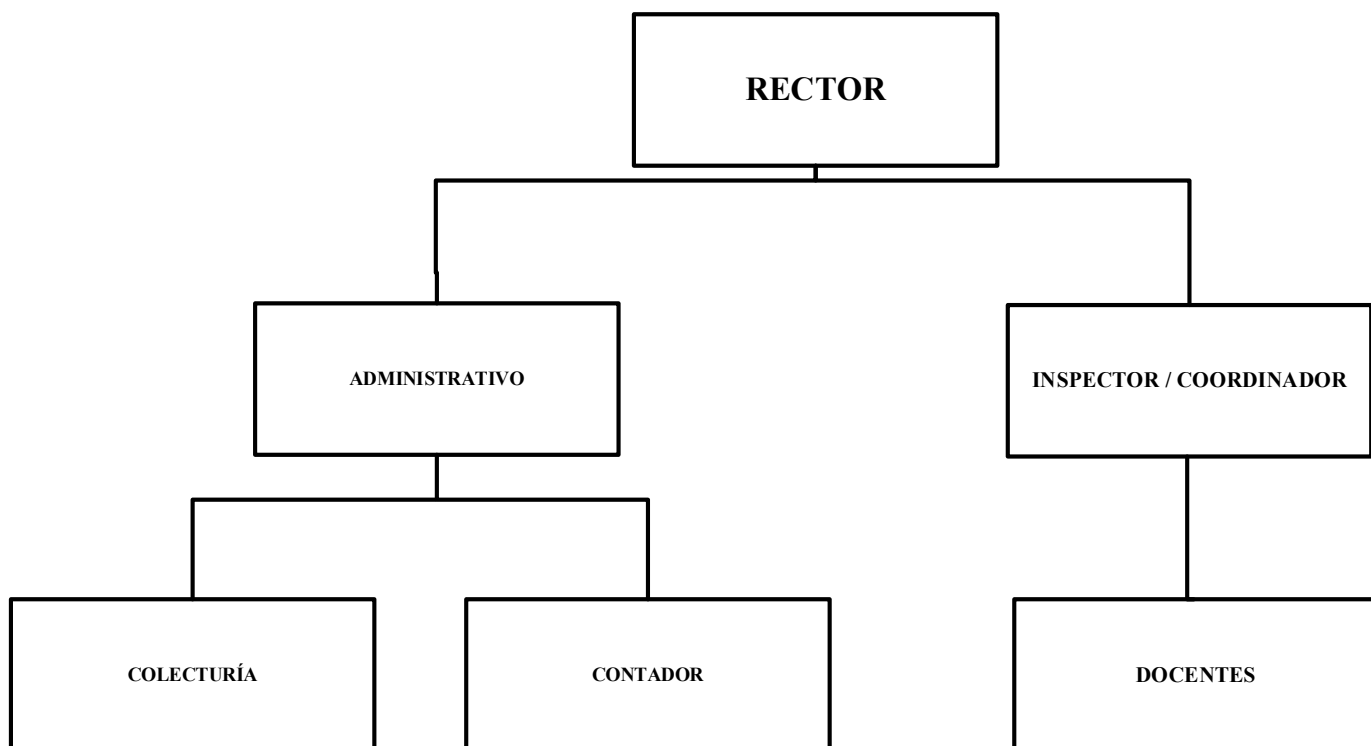 RECTOR
ADMINISTRATIVO
INSPECTOR / COORDINADOR
COLECTURÍA
CONTADOR
DOCENTES